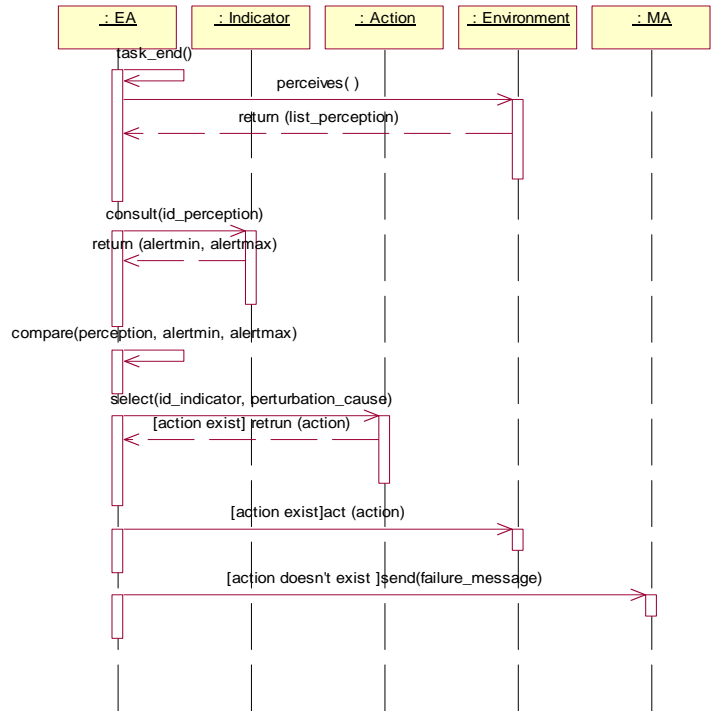 : EA
: Indicator
: Action
: Environment
: MA
task_end()
perceives( )
return (list_perception)
consult(id_perception)
return (alertmin, alertmax)
compare(perception, alertmin, alertmax)
select(id_indicator, perturbation_cause)
[action exist] retrun (action)
[action exist]act (action)
[action doesn't exist ]send(failure_message)